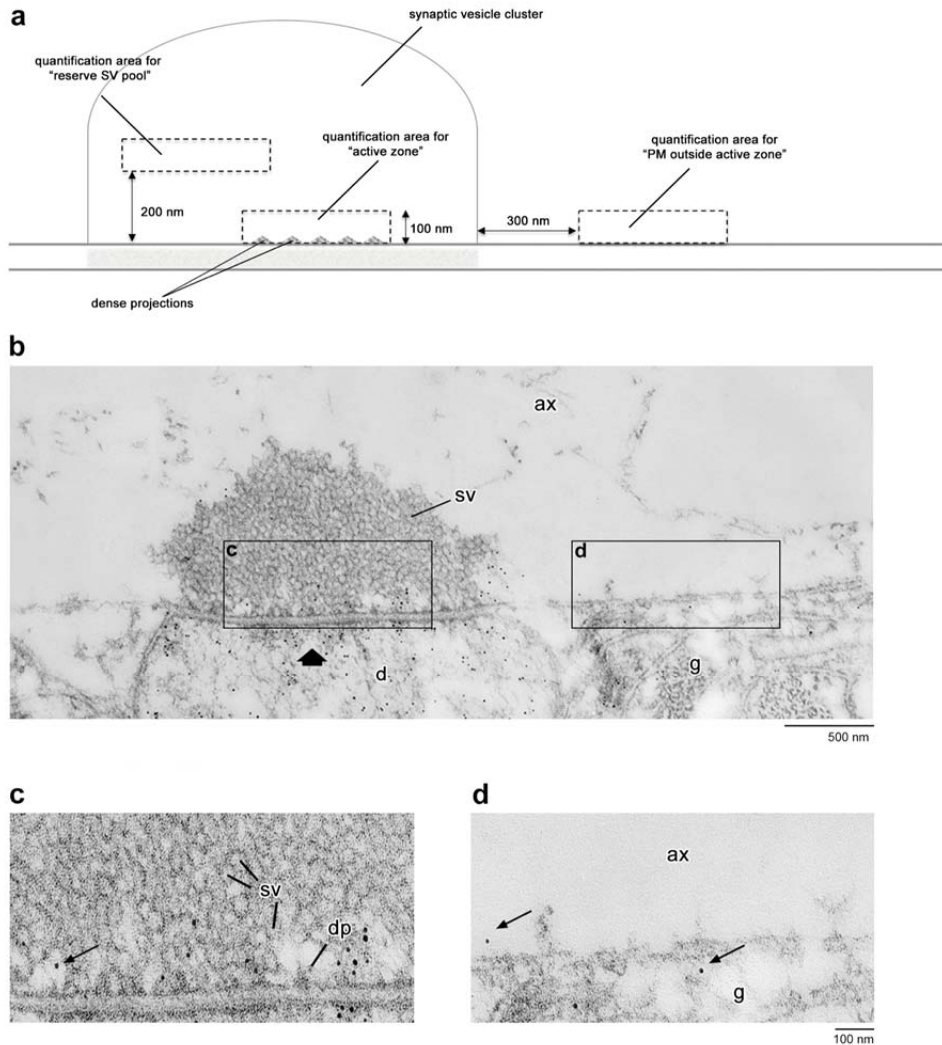 a
synaptic vesicle cluster
quantification area for
“reserve SV pool”
quantification area for
“active zone”
quantification area for
“PM outside active zone”
200 nm
100 nm
300 nm
dense projections
b
ax
sv
c
d
d
g
500 nm
c
d
sv
dp
ax
g
100 nm